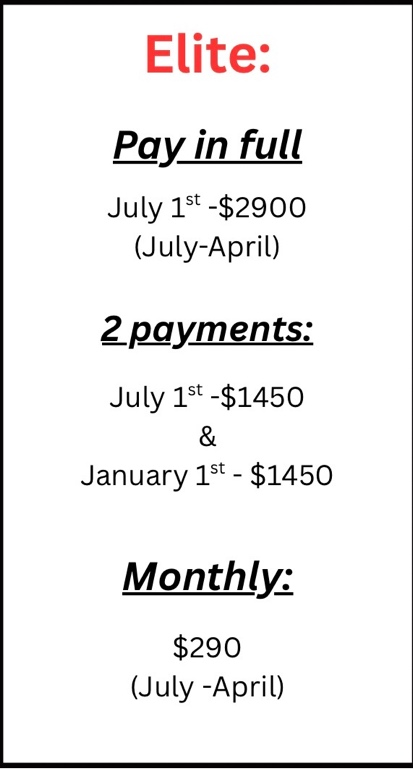 Elite:
Pay in full
July 1st -$2900
(July-April)
2 payments:
July 1st -$1450
&
January 1st - $1450
Monthly:
$290
(July -April)